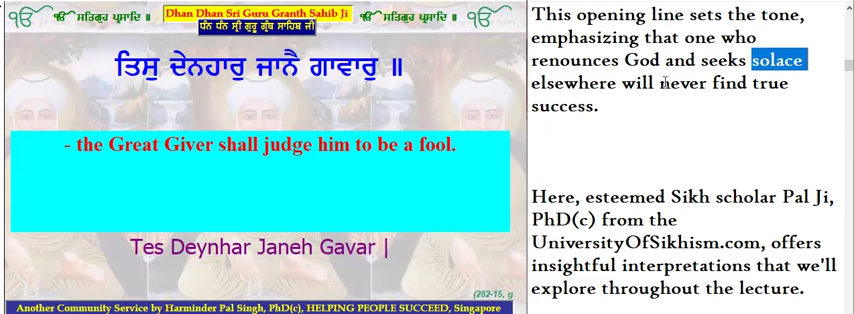 ੴ ੴ ਸਤਿਗੁਰ ਪ੍ਰਸਾਦਿ ॥ Dhan Dhan Sri Guru Granth Sahib Ji ੴ ਸਤਿਗੁਰ ਪ੍ਰਸਾਦਿ ॥ ੴ
ਧੰਨ ਧੰਨ ਸ੍ਰੀ ਗੁਰੂ ਗ੍ਰੰਥ ਸਾਹਿਬ ਜੀ
ਤਿਸੁ ਦੇਨਹਾਰੁ ਜਾਨੈ ਗਾਵਾਰੁ ॥
- the Great Giver shall judge him to be a fool.
Tes Deynhar Janeh Gavar |
(282-15, g
Another Community Service by Harminder Pal Singh, PhD(c), HELPING PEOPLE SUCCEED, Singapore
This opening line sets the tone,
emphasizing that one who
renounces God and seeks solace
elsewhere will never find true
success.
Here, esteemed Sikh scholar Pal Ji,
PhD(c) from the
UniversityOfSikhism.com, offers
insightful interpretations that we'll
explore throughout the lecture.